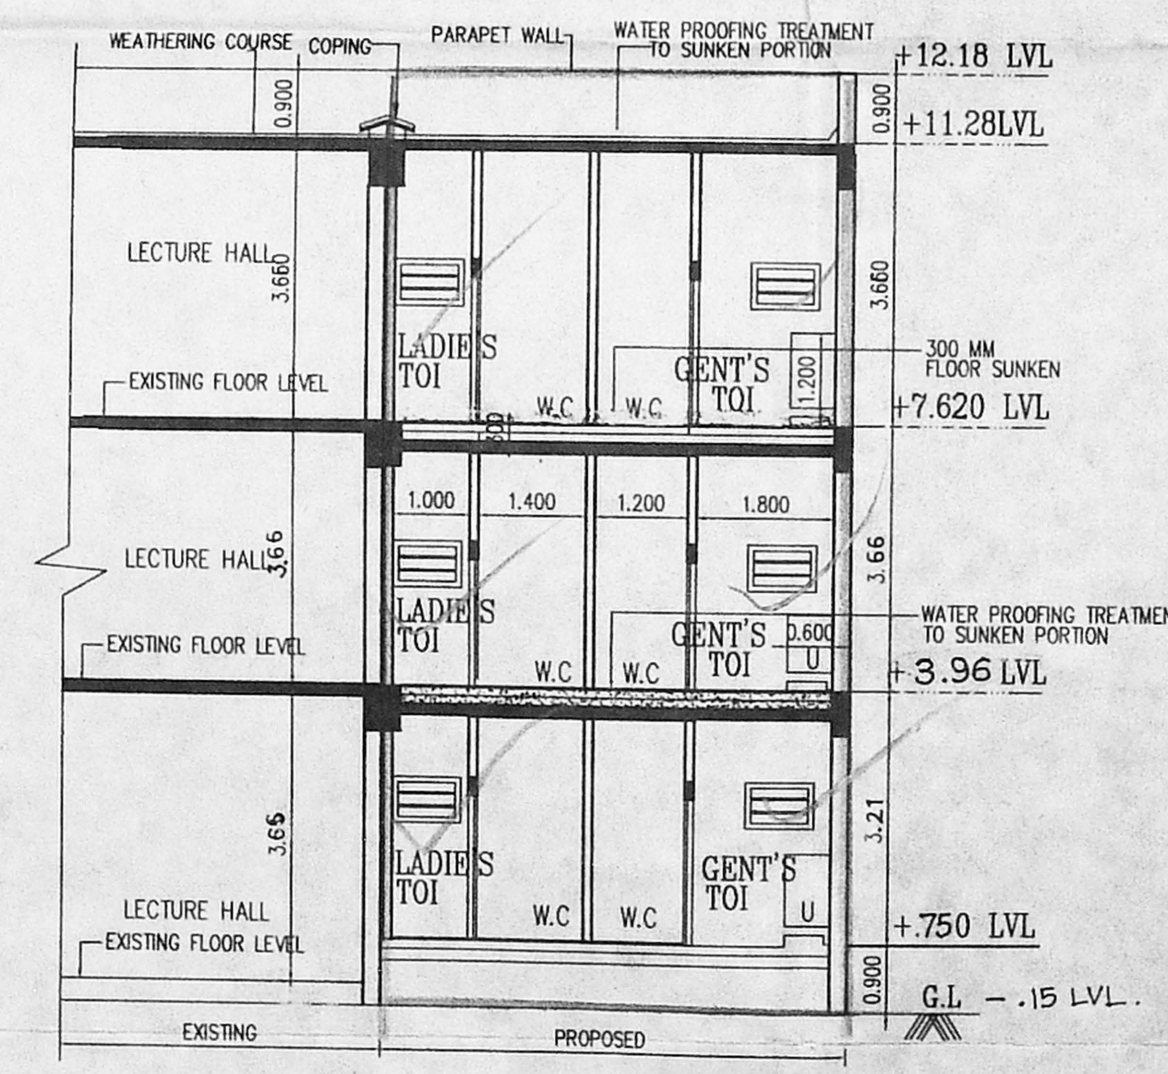 WEATHERING COURSE
COPING
PARAPET WALL
WATER PROOFING TREATMENT
TO SUNKEN PORTION
+12.18 LVL
0.900
0.900
+11.28LVL
LECTURE HALL
3.660
3.660
LADIE'S
TOI
GENT'S
TOI
1.200
300 MM
FLOOR SUNKEN
EXISTING FLOOR LEVEL
W.C
W.C
+7.620 LVL
300
1.000
1.400
1.200
1.800
LECTURE HALL
3.66
3.66
LADIE'S
TOI
GENT'S
TOI
0.600
U
WATER PROOFING TREATMEN
TO SUNKEN PORTION
EXISTING FLOOR LEVEL
W.C
W.C
+3.96 LVL
3.21
LADIE'S
TOI
GENT'S
TOI
LECTURE HALL
W.C
W.C
U
+.750 LVL
EXISTING FLOOR LEVEL
0.900
G.L - .15 LVL.
EXISTING
PROPOSED